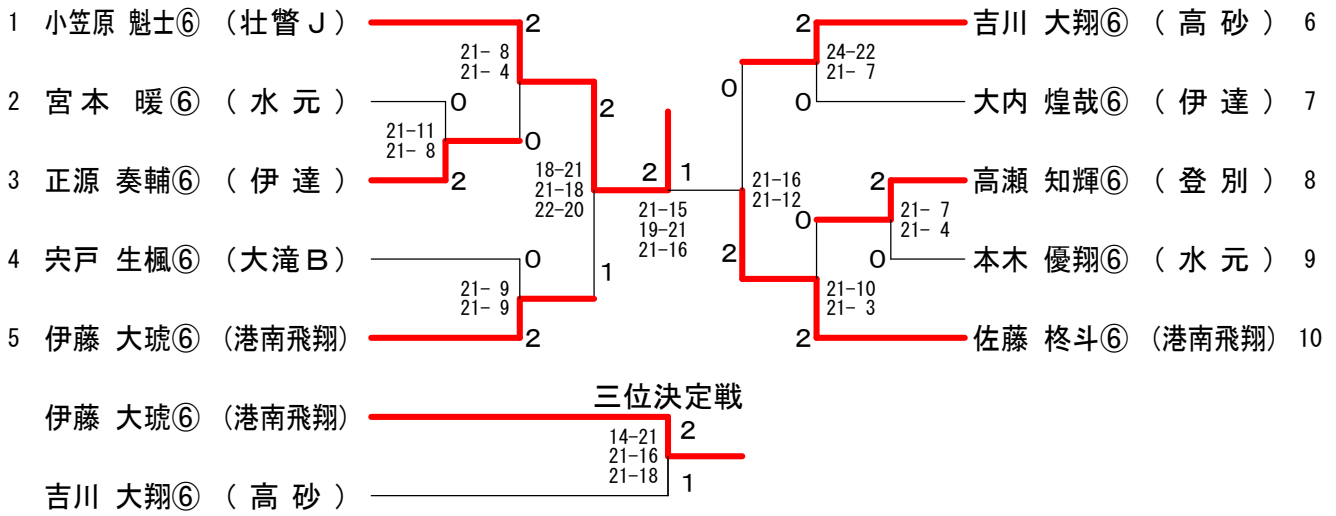 1 小笠原 魁士⑥ (壮瞥J) 2 2 吉川 大翔⑥ (高砂) 6
21- 8 24-22
21- 4 21- 7
2 宮本 暖⑥ (水元) 0 2 0 0 大内 煌哉⑥ (伊達) 7
21-11
21- 8 0
3 正源 奏輔⑥ (伊達) 2 2 1 2 高瀬 知輝⑥ (登別) 8
18-21 21-16 21- 7
21-18 21-12 21- 4
22-20 21-15 0
19-21
21-16
4 宍戸 生楓⑥ (大滝B) 0 1 2 0 本木 優翔⑥ (水元) 9
21- 9 21-10
21- 9 21- 3
5 伊藤 大琥⑥ (港南飛翔) 2 2 佐藤 柊斗⑥ (港南飛翔) 10
三位決定戦
伊藤 大琥⑥ (港南飛翔) 2
14-21
21-16
21-18
吉川 大翔⑥ (高砂) 1